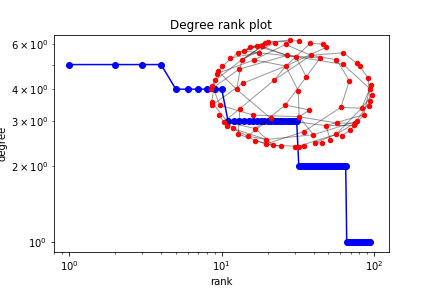 Degree rank plot
6 × 10⁰
4 × 10⁰
3 × 10⁰
2 × 10⁰
10⁰
degree
10⁰
10¹
10²
rank